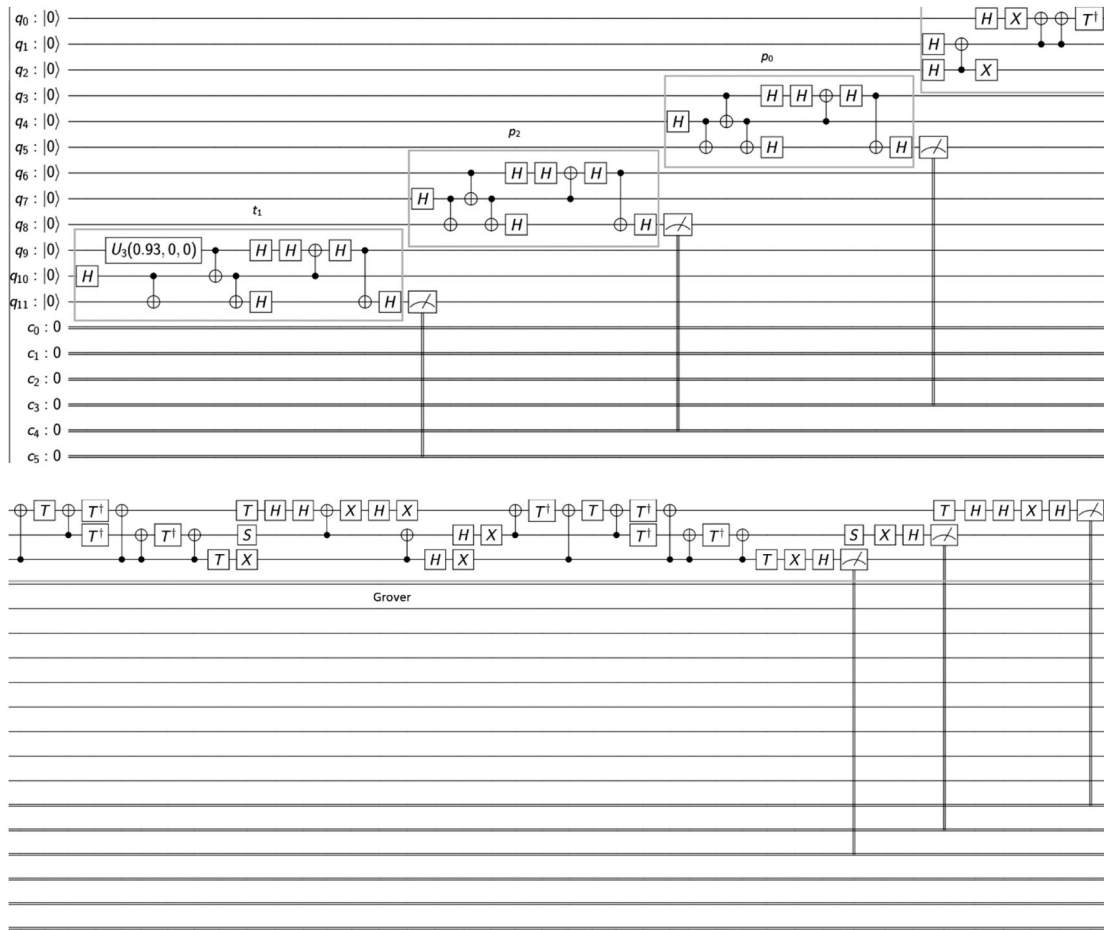 q₀ : |0⟩ H X T†
q₁ : |0⟩ H
q₂ : |0⟩ H X
p₀
q₃ : |0⟩ H H H
q₄ : |0⟩ H
p₂
q₅ : |0⟩ H H
q₆ : |0⟩ H H H
q₇ : |0⟩ H
t₁
q₈ : |0⟩ H H
q₉ : |0⟩ U₃(0.93, 0, 0) H H H
q₁₀ : |0⟩ H
q₁₁ : |0⟩ H H
c₀ : 0
c₁ : 0
c₂ : 0
c₃ : 0
c₄ : 0
c₅ : 0
T T† T H H X H X T† T T† T H H X H
T† T† S H X T† T† S X H
T X H X T X H
Grover